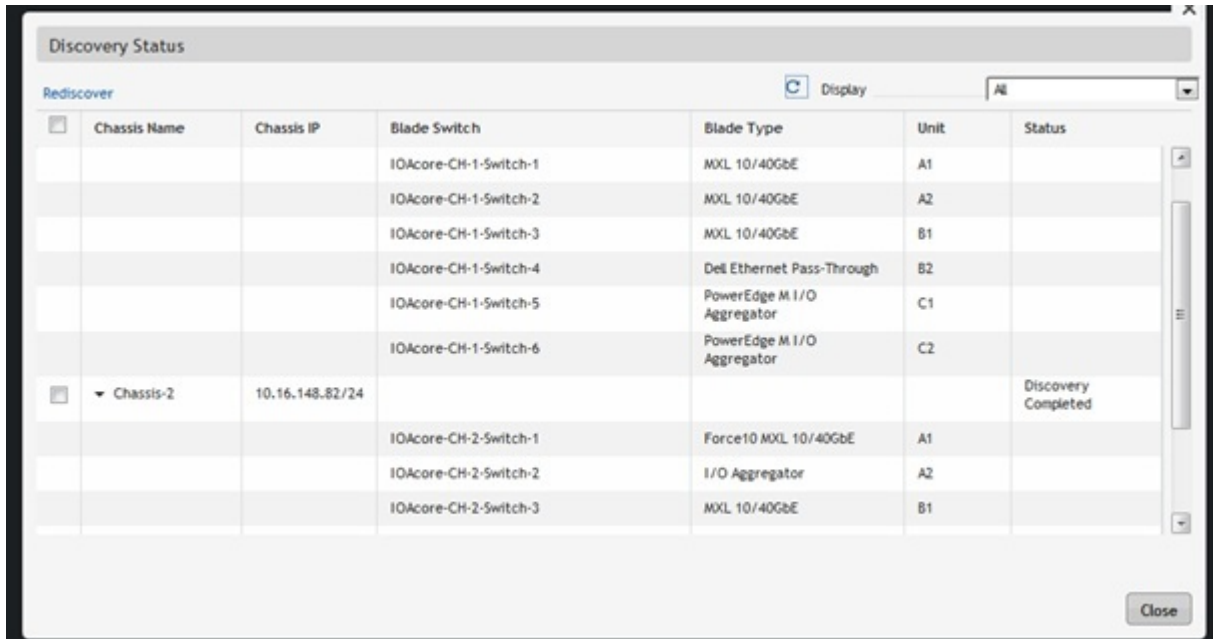 X
Discovery Status
Rediscover Display All
Chassis Name Chassis IP Blade Switch Blade Type Unit Status
IOAcore-CH-1-Switch-1 MXL 10/40GbE A1
IOAcore-CH-1-Switch-2 MXL 10/40GbE A2
IOAcore-CH-1-Switch-3 MXL 10/40GbE B1
IOAcore-CH-1-Switch-4 Dell Ethernet Pass-Through B2
IOAcore-CH-1-Switch-5 PowerEdge M I/O Aggregator C1
IOAcore-CH-1-Switch-6 PowerEdge M I/O Aggregator C2
Chassis-2 10.16.148.82/24 Discovery Completed
IOAcore-CH-2-Switch-1 Force10 MXL 10/40GbE A1
IOAcore-CH-2-Switch-2 I/O Aggregator A2
IOAcore-CH-2-Switch-3 MXL 10/40GbE B1
Close